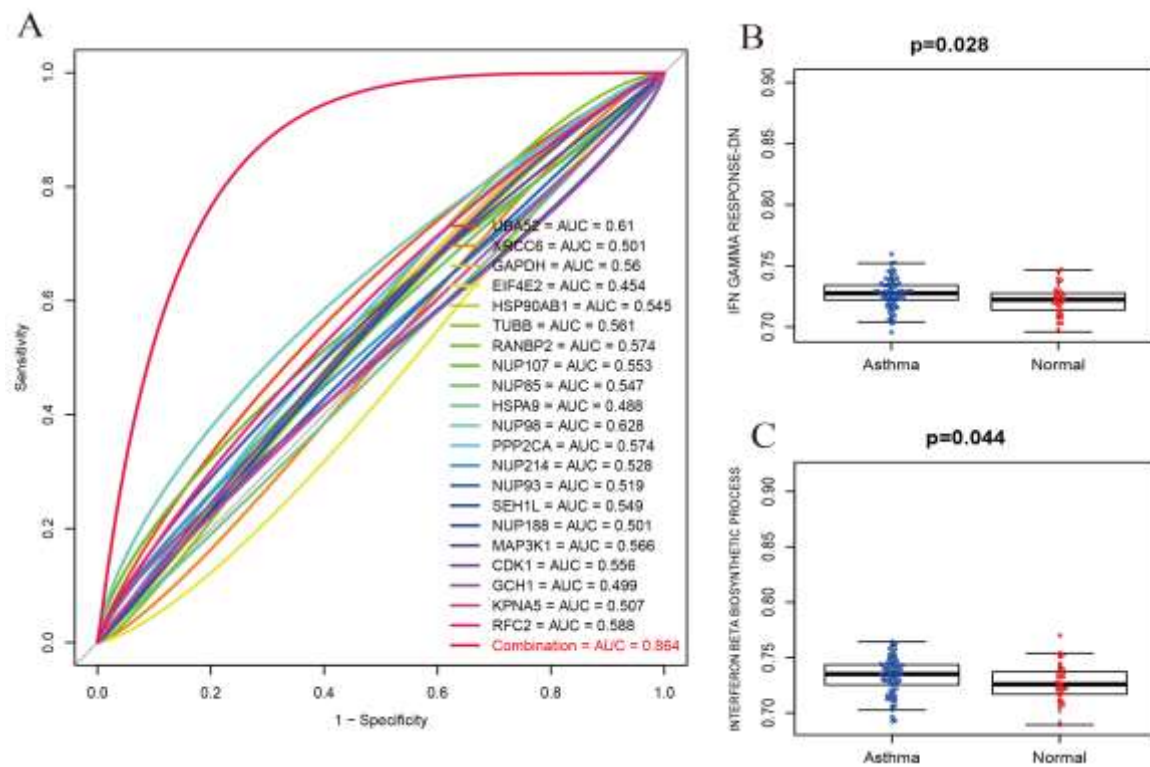 A
1.0
0.8
0.6
0.4
0.2
0.0
Sensitivity
UBA52 = AUC = 0.61
XRCC6 = AUC = 0.501
GAPDH = AUC = 0.56
EIF4E2 = AUC = 0.454
HSP90AB1 = AUC = 0.545
TUBB = AUC = 0.561
RANBP2 = AUC = 0.574
NUP107 = AUC = 0.553
NUP85 = AUC = 0.547
HSPA9 = AUC = 0.488
NUP98 = AUC = 0.628
PPP2CA = AUC = 0.574
NUP214 = AUC = 0.528
NUP93 = AUC = 0.519
SEH1L = AUC = 0.549
NUP188 = AUC = 0.501
MAP3K1 = AUC = 0.566
CDK1 = AUC = 0.556
GCH1 = AUC = 0.499
KPNA5 = AUC = 0.507
RFC2 = AUC = 0.588
Combination = AUC = 0.864
0.0 0.2 0.4 0.6 0.8 1.0
1 − Specificity
B
p=0.028
0.90
0.85
0.80
0.75
0.70
IFN GAMMA RESPONSE-DN
Asthma Normal
C
p=0.044
0.90
0.85
0.80
0.75
0.70
INTERFERON BETA BIOSYNTHETIC PROCESS
Asthma Normal